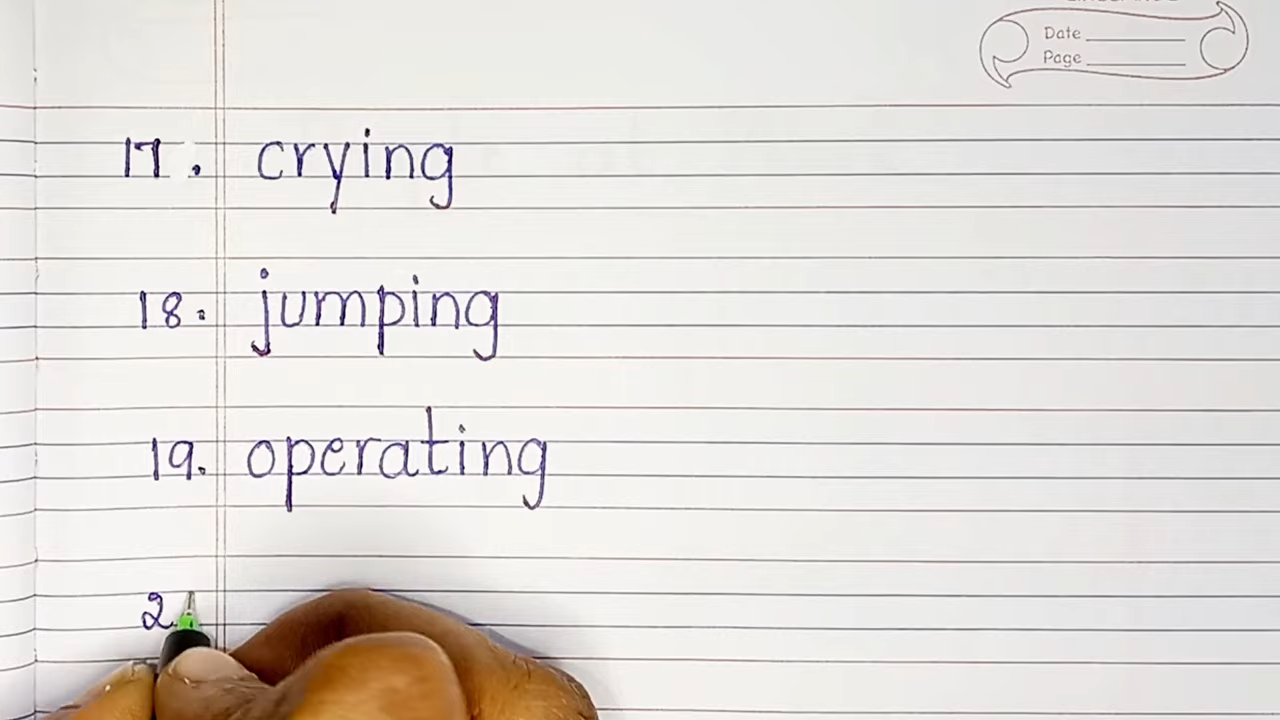 Date
Page
17. crying
18. jumping
19. operating
2